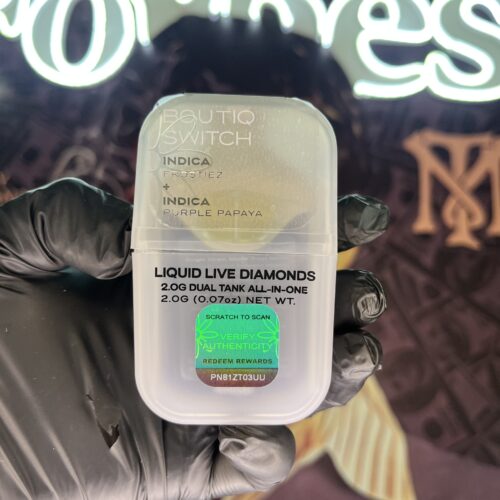 BOUTIQ
SWITCH
INDICA
FROSTIEZ
+
INDICA
PURPLE PAPAYA
LIQUID LIVE DIAMONDS
2.0G DUAL TANK ALL-IN-ONE
2.0G (0.07oz) NET WT.
SCRATCH TO SCAN
VERIFY
AUTHENTICITY
REDEEM REWARDS
PN81ZT03UU